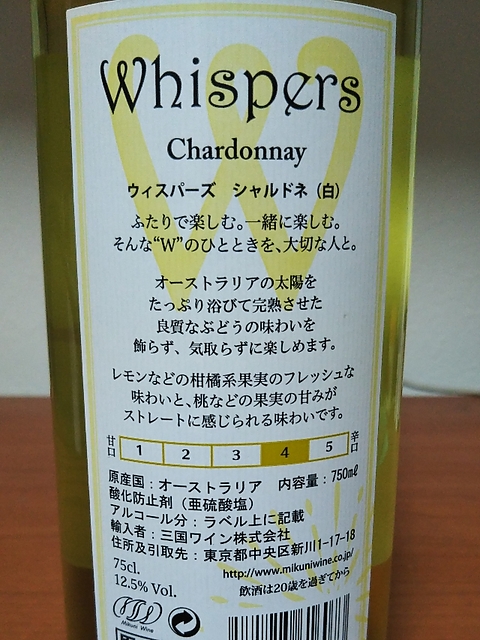 Whispers
Chardonnay
ウィスパーズ シャルドネ（白）
ふたりで楽しむ。一緒に楽しむ。
そんな“W”のひとときを、大切な人と。
オーストラリアの太陽を
たっぷり浴びて完熟させた
良質なぶどうの味わいを
飾らず、気取らずに楽しめます。
レモンなどの柑橘系果実のフレッシュな
味わいと、桃などの果実の甘みが
ストレートに感じられる味わいです。
甘口 1 2 3 4 5 辛口
原産国：オーストラリア 内容量：750mℓ
酸化防止剤（亜硫酸塩）
アルコール分：ラベル上に記載
輸入者：三国ワイン株式会社
住所及引取先：東京都中央区新川1-17-18
http://www.mikuniwine.co.jp/
75cl.
12.5% Vol.
飲酒は20歳を過ぎてから
Mikuni Wine